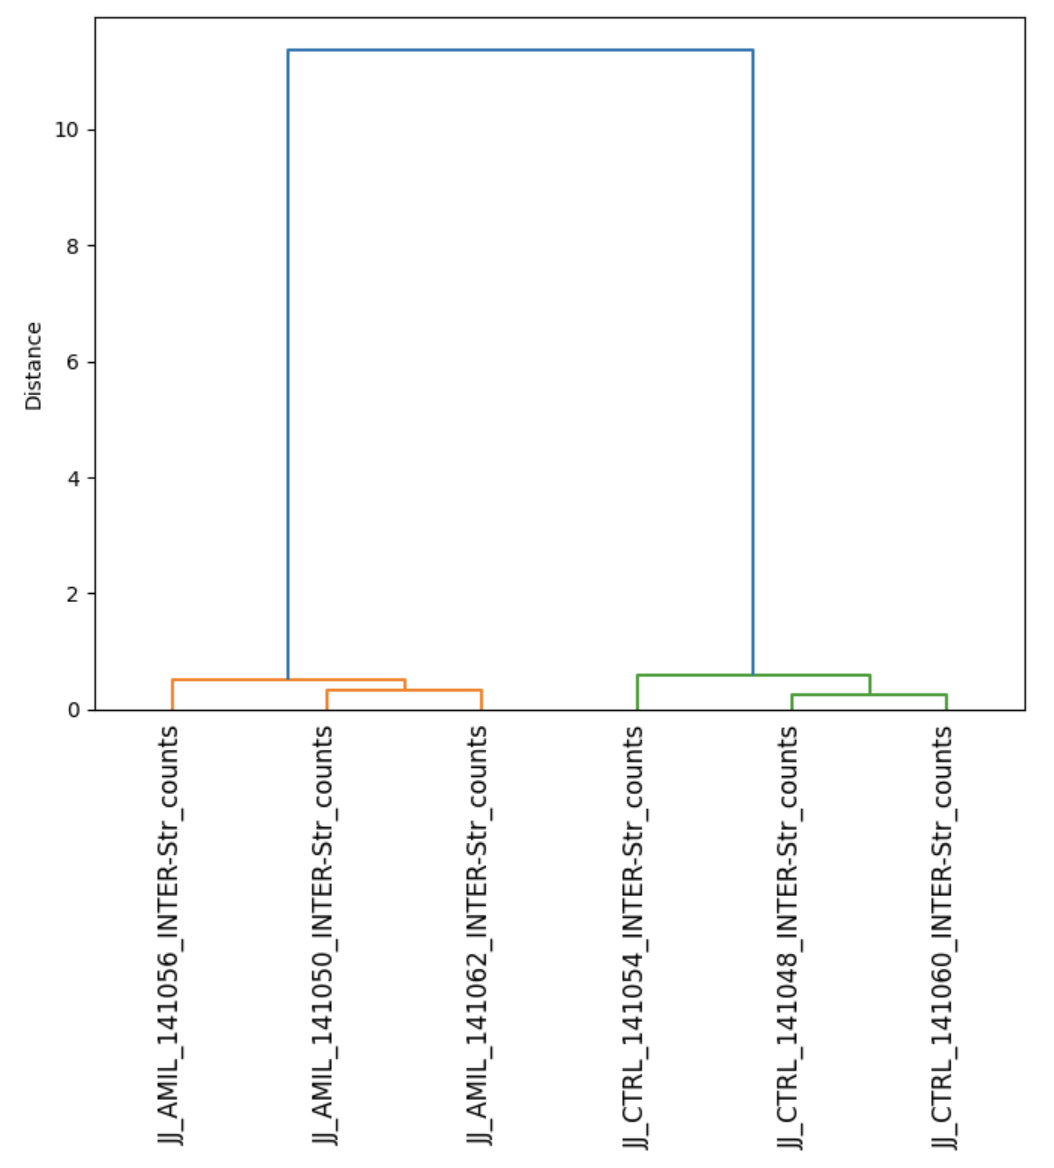 10
8
6
4
2
0
Distance
JJ_AMIL_141056_INTER-Str_counts
JJ_AMIL_141050_INTER-Str_counts
JJ_AMIL_141062_INTER-Str_counts
JJ_CTRL_141054_INTER-Str_counts
JJ_CTRL_141048_INTER-Str_counts
JJ_CTRL_141060_INTER-Str_counts